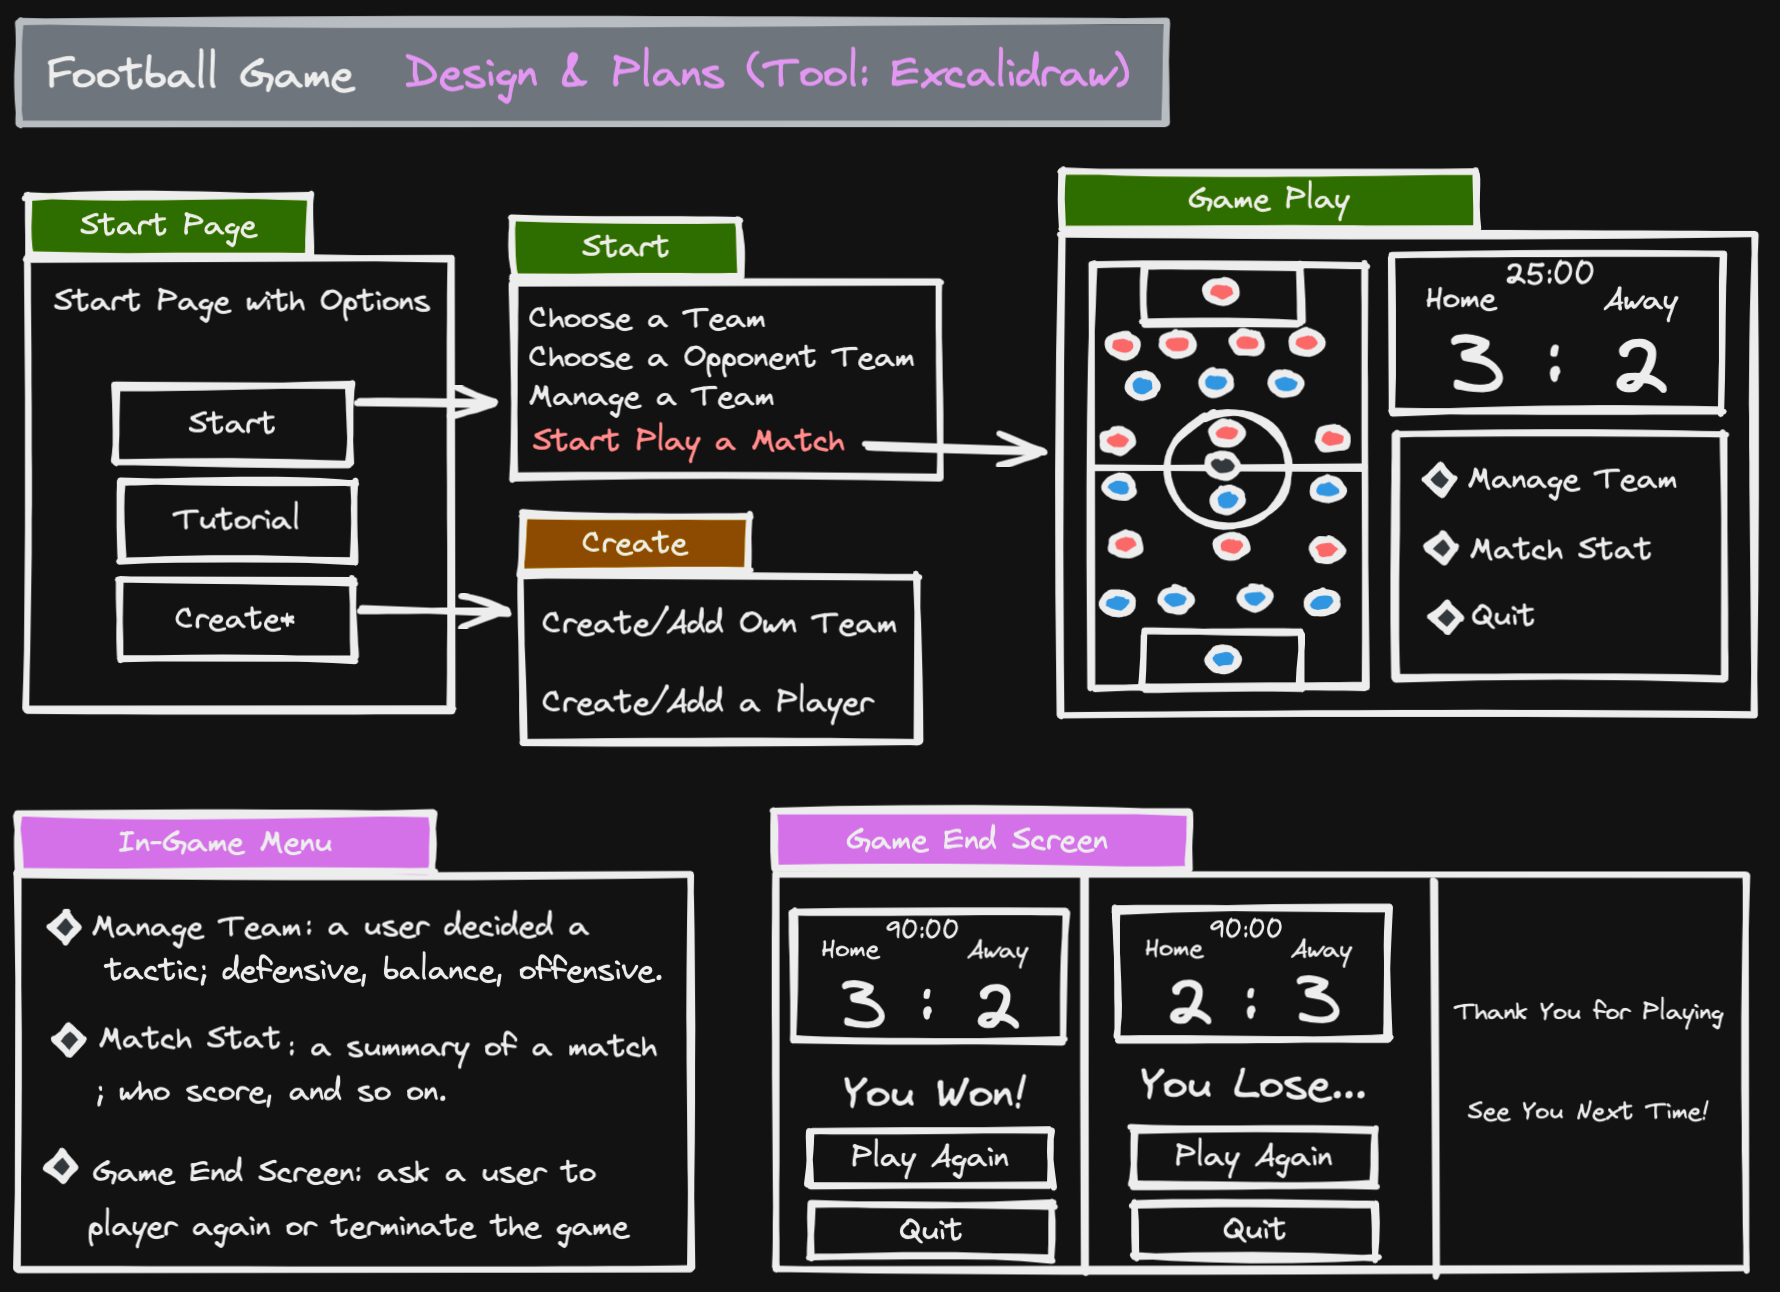 Football Game Design & Plans (Tool: Excalidraw)
Start Page
Start Page with Options
Start
Tutorial
Create*
Start
Choose a Team
Choose a Opponent Team
Manage a Team
Start Play a Match
Create
Create/Add Own Team
Create/Add a Player
Game Play
25:00
Home Away
3 : 2
Manage Team
Match Stat
Quit
In-Game Menu
Manage Team: a user decided a
tactic; defensive, balance, offensive.
Match Stat : a summary of a match
; who score, and so on.
Game End Screen: ask a user to
player again or terminate the game
Game End Screen
90:00
Home Away
3 : 2
You Won!
Play Again
Quit
90:00
Home Away
2 : 3
You Lose...
Play Again
Quit
Thank You for Playing
See You Next Time!